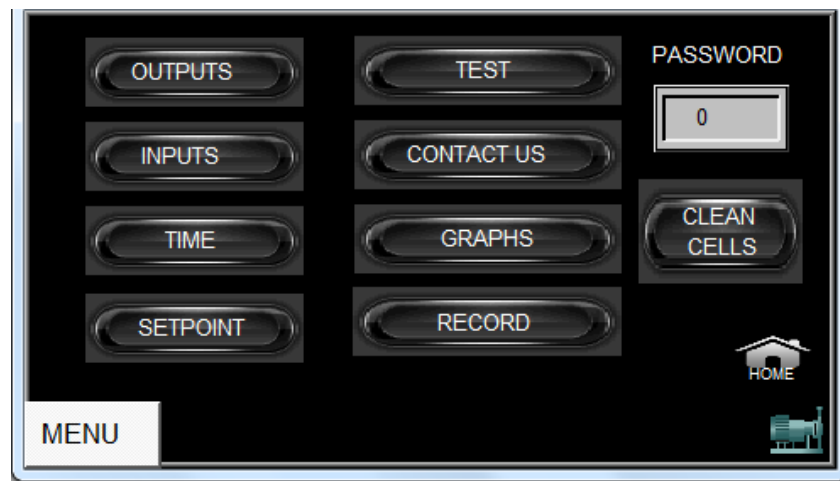 OUTPUTS
TEST
PASSWORD
0
INPUTS
CONTACT US
CLEAN
CELLS
TIME
GRAPHS
SETPOINT
RECORD
HOME
MENU